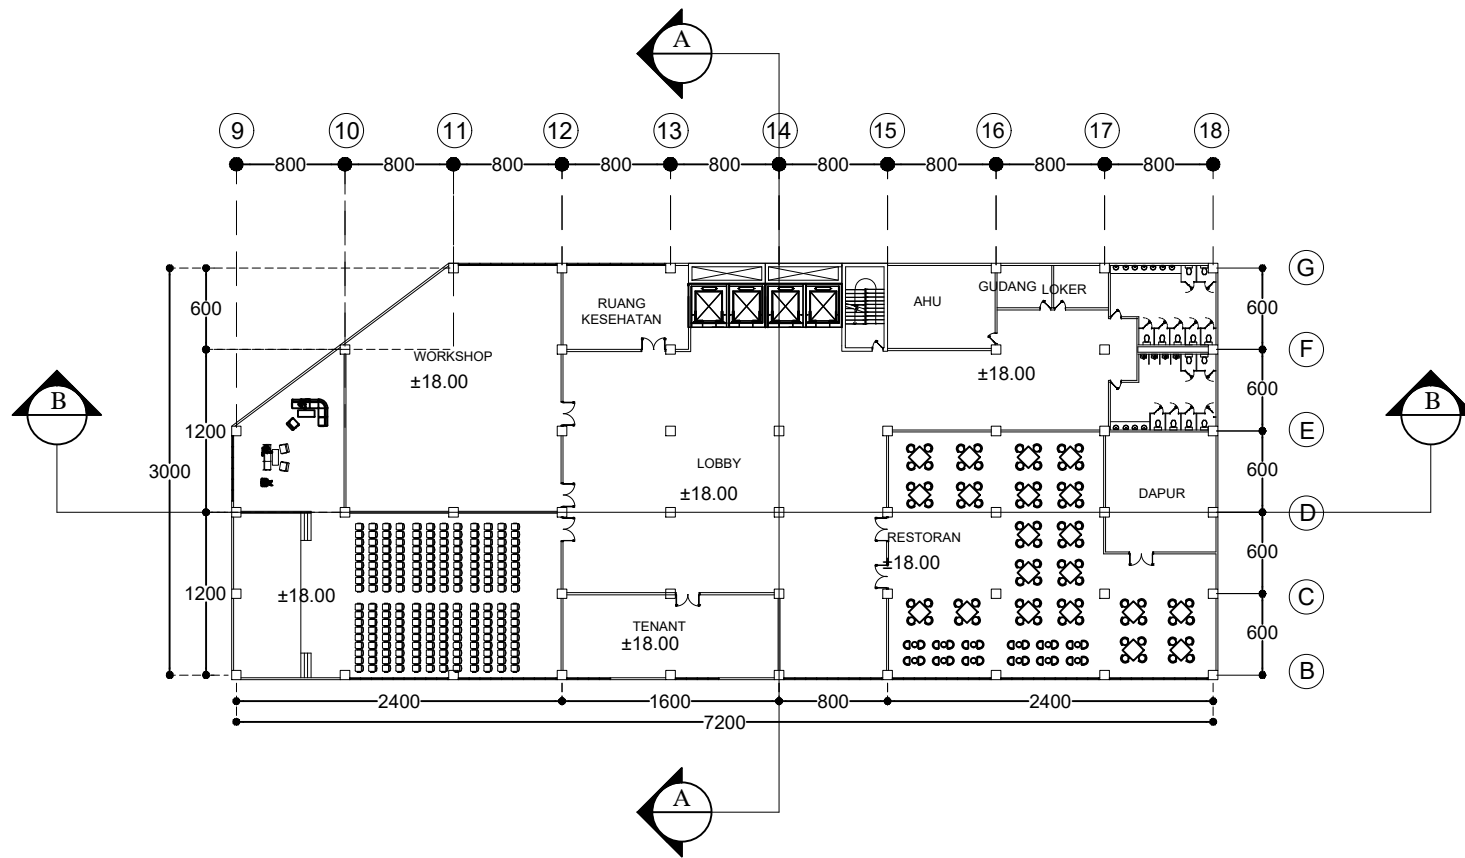 A
9 10 11 12 13 14 15 16 17 18
800 800 800 800 800 800 800 800 800
G
600
600
RUANG
KESEHATAN
AHU
GUDANG
LOKER
F
WORKSHOP
±18.00
±18.00
600
B
B
1200
E
3000
LOBBY
±18.00
600
DAPUR
D
RESTORAN
±18.00
600
1200
±18.00
C
TENANT
±18.00
600
B
2400 1600 800 2400
7200
A